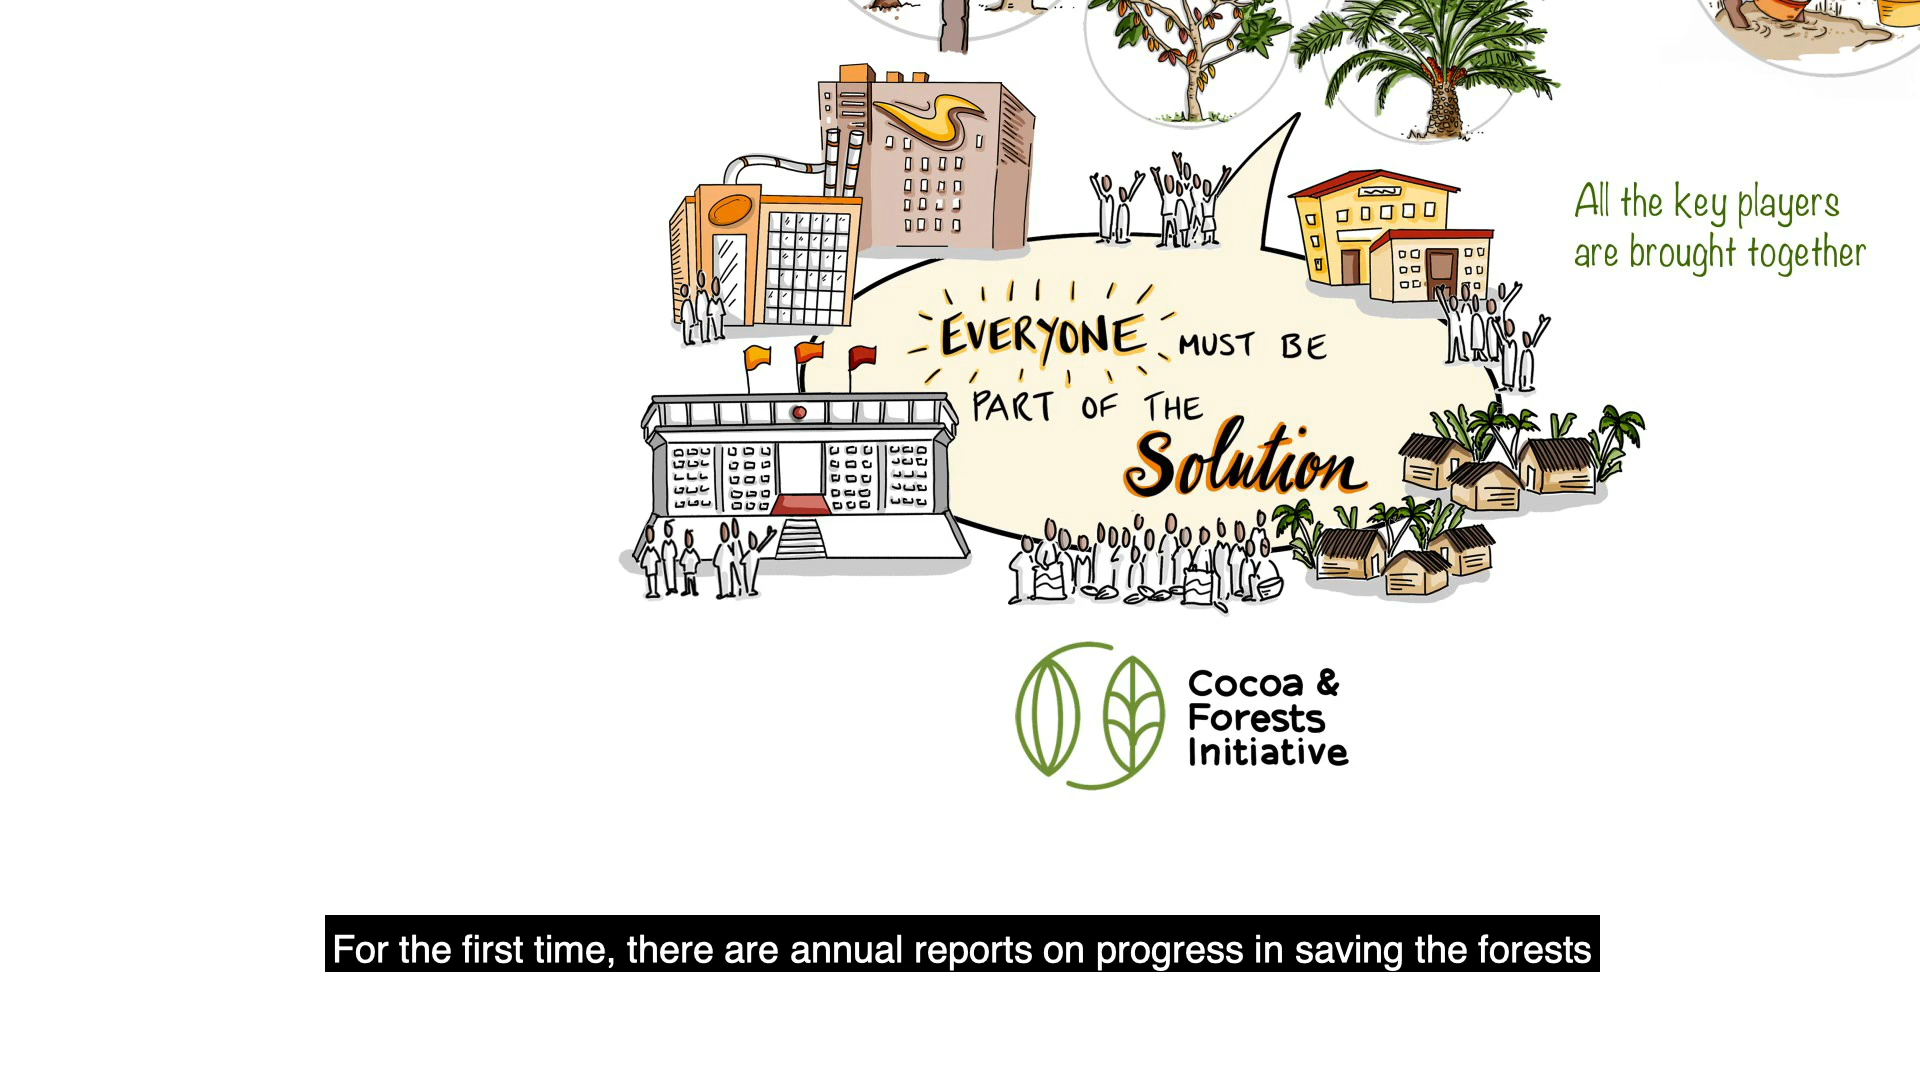 All the key players
are brought together
EVERYONE MUST BE
PART OF THE
Solution
Cocoa &
Forests
Initiative
For the first time, there are annual reports on progress in saving the forests